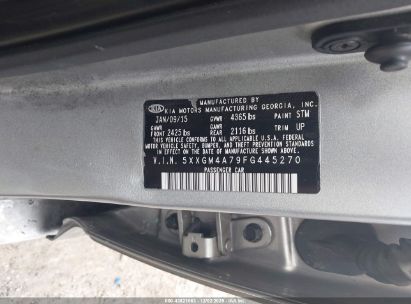 MANUFACTURED BY
KIA KIA MOTORS MANUFACTURING GEORGIA, INC.
JAN/09/15 GVWR 4365 lbs PAINT STM
GAWR FRONT 2425 lbs GAWR REAR 2116 lbs TRIM UP
THIS VEHICLE CONFORMS TO ALL APPLICABLE U.S.A. FEDERAL
MOTOR VEHICLE SAFETY, BUMPER, AND THEFT PREVENTION
STANDARDS IN EFFECT ON THE DATE OF MANUFACTURE SHOWN ABOVE.
V.I.N. 5XXGM4A79FG445270
PASSENGER CAR